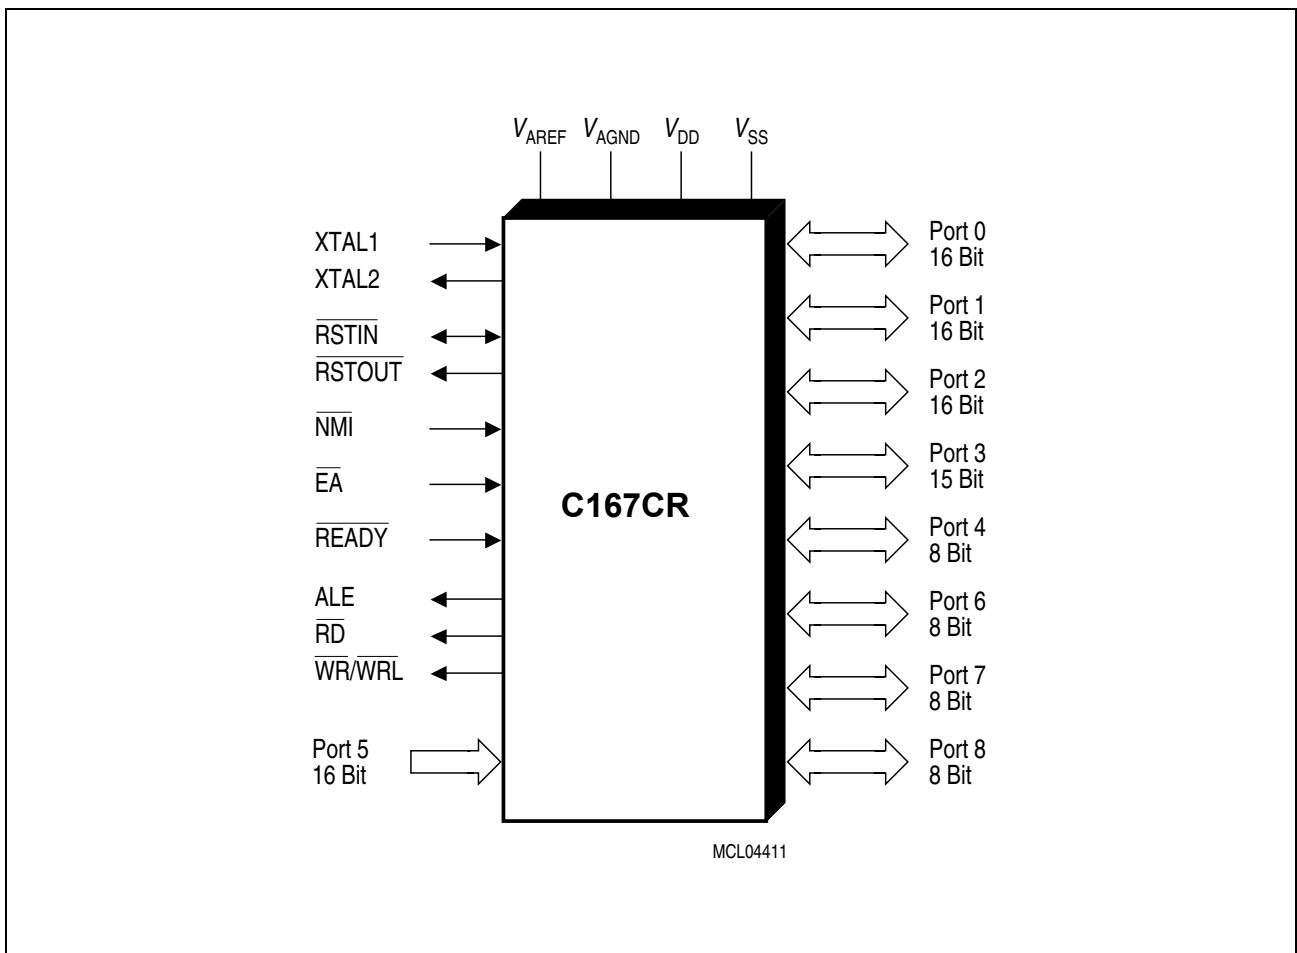 VAREF VAGND VDD VSS
XTAL1
XTAL2
RSTIN
RSTOUT
NMI
EA
READY
ALE
RD
WR/WRL
Port 5
16 Bit
C167CR
Port 0
16 Bit
Port 1
16 Bit
Port 2
16 Bit
Port 3
15 Bit
Port 4
8 Bit
Port 6
8 Bit
Port 7
8 Bit
Port 8
8 Bit
MCL04411